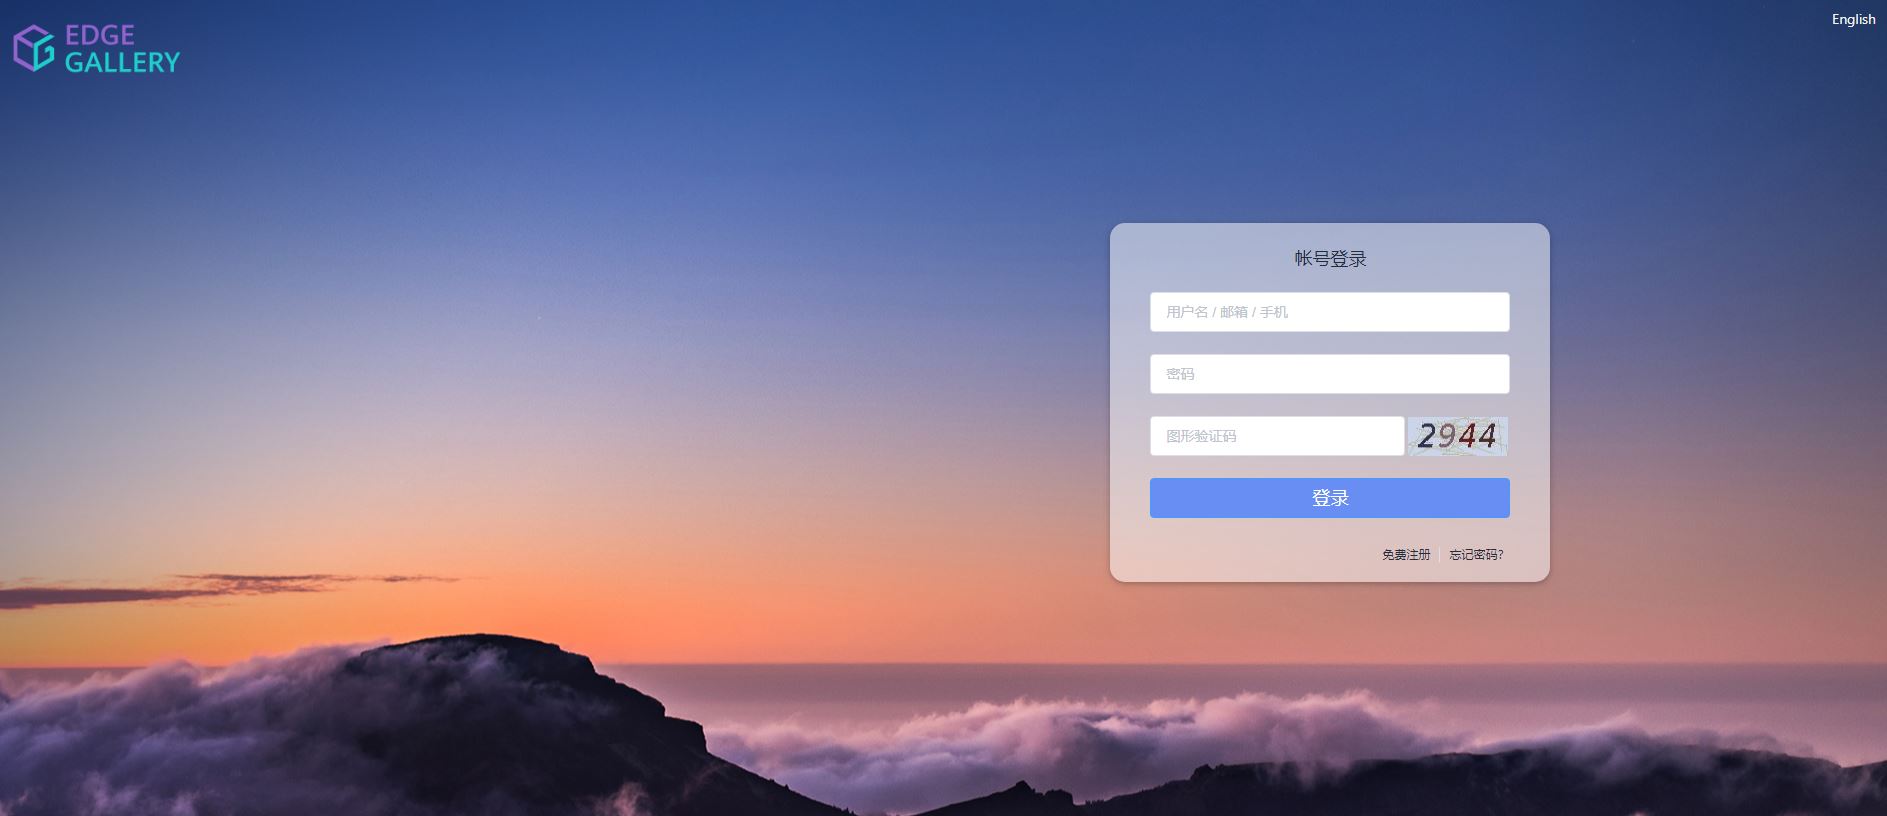 EDGE
GALLERY
English
帐号登录
用户名 / 邮箱 / 手机
密码
图形验证码
2944
登录
免费注册
忘记密码?